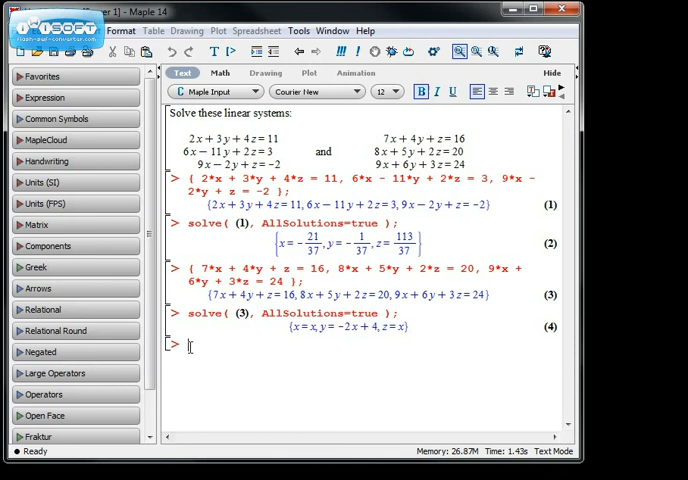 [Server 1] - Maple 14
iWiSOFT
free-video-converter.com
Format Table Drawing Plot Spreadsheet Tools Window Help
Text Math Drawing Plot Animation Hide
C Maple Input Courier New 12 B I U
Favorites
Expression
Common Symbols
MapleCloud
Handwriting
Units (SI)
Units (FPS)
Matrix
Components
Greek
Arrows
Relational
Relational Round
Negated
Large Operators
Operators
Open Face
Fraktur
Solve these linear systems:
2x+3y+4z=11 7x+4y+z=16
6x−11y+2z=3 and 8x+5y+2z=20
9x−2y+z=−2 9x+6y+3z=24
> { 2*x + 3*y + 4*z = 11, 6*x - 11*y + 2*z = 3, 9*x -
2*y + z = -2 };
{2x+3y+4z=11, 6x−11y+2z=3, 9x−2y+z=−2} (1)
> solve( (1), AllSolutions=true );
{x=−21/37, y=−1/37, z=113/37} (2)
> { 7*x + 4*y + z = 16, 8*x + 5*y + 2*z = 20, 9*x +
6*y + 3*z = 24 };
{7x+4y+z=16, 8x+5y+2z=20, 9x+6y+3z=24} (3)
> solve( (3), AllSolutions=true );
{x=x, y=−2x+4, z=x} (4)
>
Ready Memory: 26.87M Time: 1.43s Text Mode